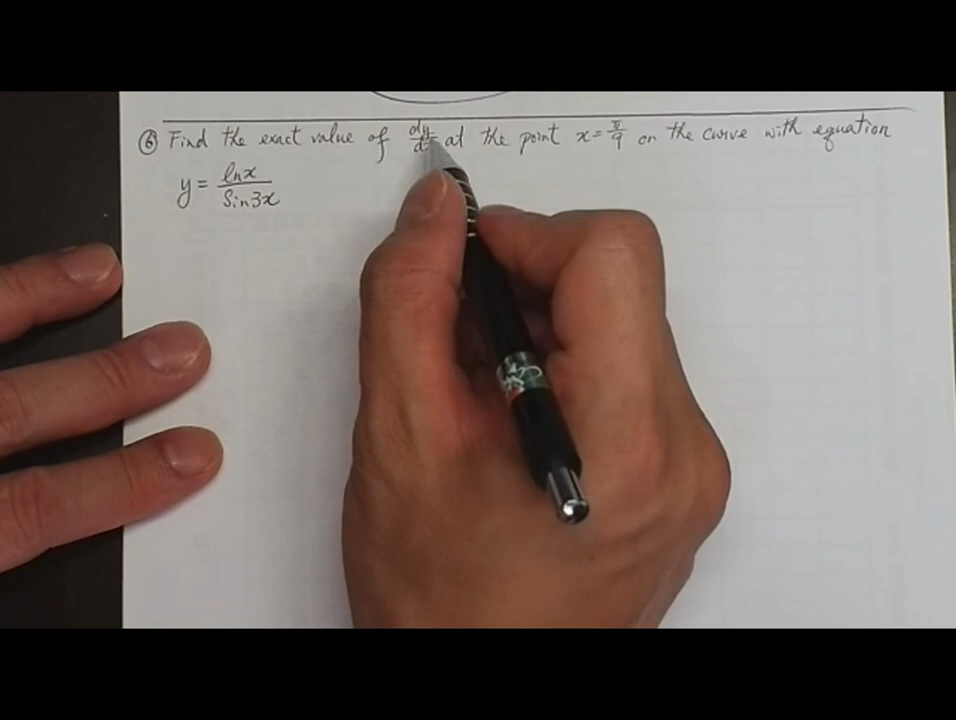 ⑥ Find the exact value of dy/dx at the point x = π/9 on the curve with equation
y = lnx / Sin3x